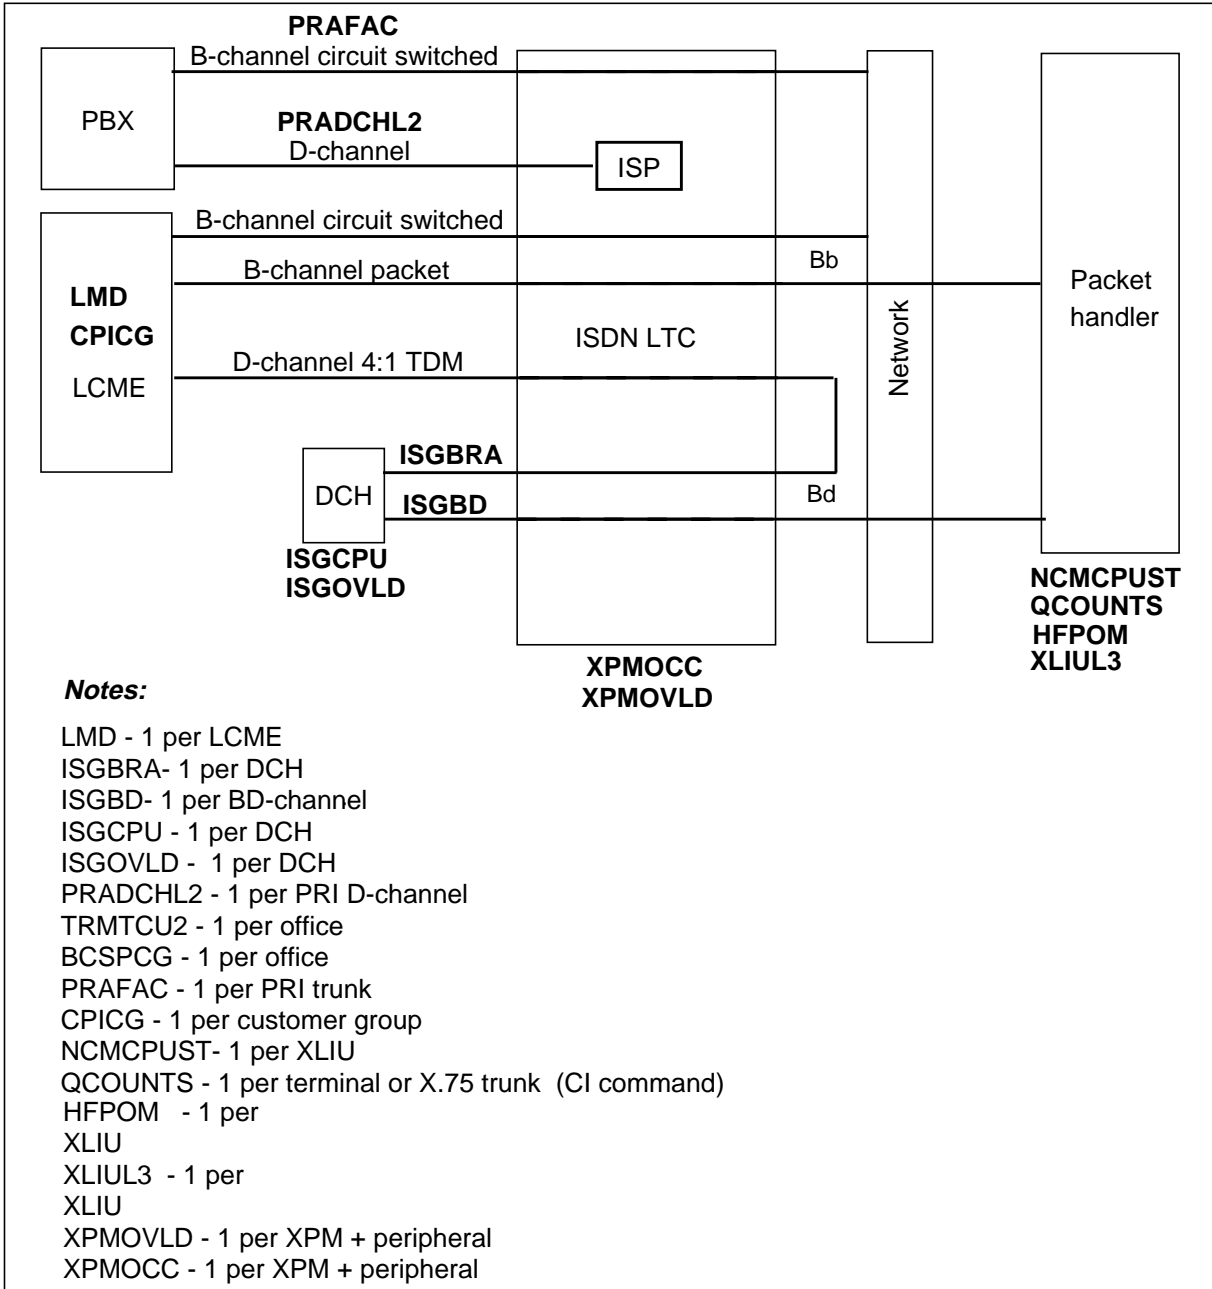 PRAFAC
B-channel circuit switched
PBX
PRADCHL2
D-channel
ISP
B-channel circuit switched
Bb
B-channel packet
Packet
handler
LMD
CPICG
LCME
ISDN LTC
Network
D-channel 4:1 TDM
ISGBRA
DCH
ISGBD
Bd
ISGCPU
ISGOVLD
NCMCPUST
QCOUNTS
HFPOM
XLIUL3
XPMOCC
XPMOVLD
Notes:
LMD - 1 per LCME
ISGBRA- 1 per DCH
ISGBD- 1 per BD-channel
ISGCPU - 1 per DCH
ISGOVLD - 1 per DCH
PRADCHL2 - 1 per PRI D-channel
TRMTCU2 - 1 per office
BCSPCG - 1 per office
PRAFAC - 1 per PRI trunk
CPICG - 1 per customer group
NCMCPUST- 1 per XLIU
QCOUNTS - 1 per terminal or X.75 trunk (CI command)
HFPOM - 1 per
XLIU
XLIUL3 - 1 per
XLIU
XPMOVLD - 1 per XPM + peripheral
XPMOCC - 1 per XPM + peripheral